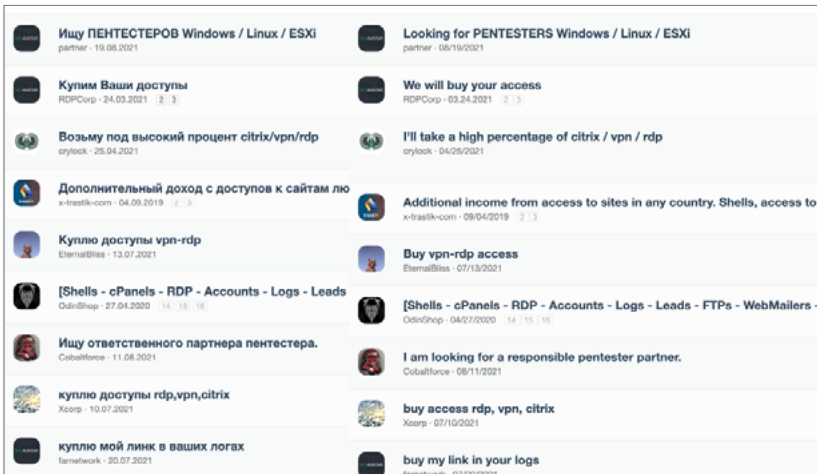 Ищу ПЕНТЕСТЕРОВ Windows / Linux / ESXi
partner · 19.08.2021
Купим Ваши доступы
RDPCorp · 24.03.2021 2 3
Возьму под высокий процент citrix/vpn/rdp
crylock · 25.04.2021
Дополнительный доход с доступов к сайтам лю
x-trastik-com · 04.09.2019 2 3
Куплю доступы vpn-rdp
EternalBliss · 13.07.2021
[Shells - cPanels - RDP - Accounts - Logs - Leads
OdinShop · 27.04.2020 14 15 16
Ищу ответственного партнера пентестера.
Cobaltforce · 11.08.2021
куплю доступы rdp,vpn,citrix
Xcorp · 10.07.2021
куплю мой линк в ваших логах
farnetwork · 20.07.2021
Looking for PENTESTERS Windows / Linux / ESXi
partner · 08/19/2021
We will buy your access
RDPCorp · 03.24.2021 2 3
I'll take a high percentage of citrix / vpn / rdp
crylock · 04/25/2021
Additional income from access to sites in any country. Shells, access to
x-trastik-com · 09/04/2019 2 3
Buy vpn-rdp access
EternalBliss · 07/13/2021
[Shells - cPanels - RDP - Accounts - Logs - Leads - FTPs - WebMailers -
OdinShop · 04/27/2020 14 15 16
I am looking for a responsible pentester partner.
Cobaltforce · 08/11/2021
buy access rdp, vpn, citrix
Xcorp · 07/10/2021
buy my link in your logs
farnetwork · 07/20/2021